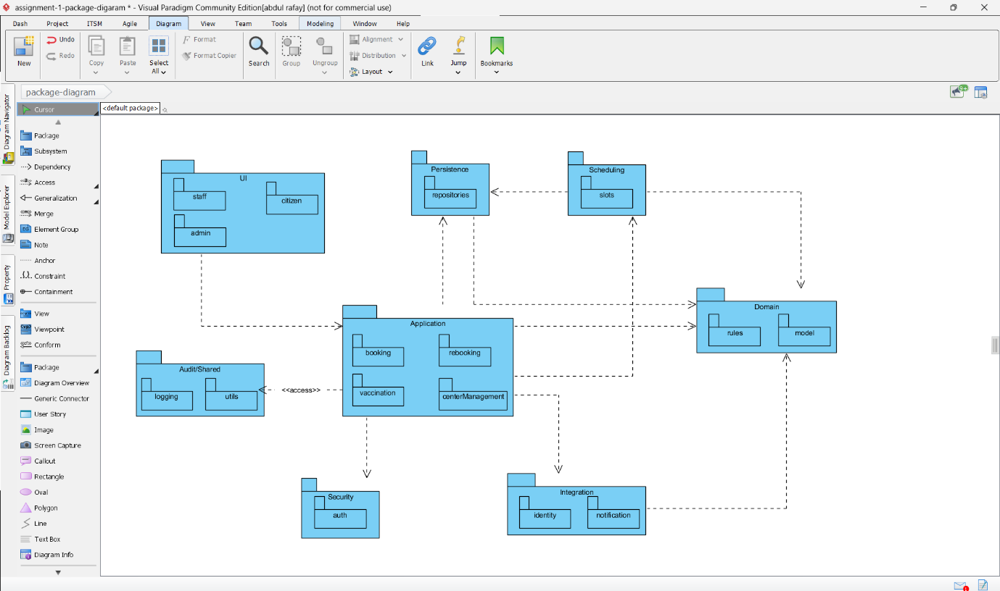 assignment-1-package-digaram * - Visual Paradigm Community Edition[abdul rafay] (not for commercial use)
Dash Project ITSM Agile Diagram View Team Tools Modeling Window Help
New
Undo
Redo
Copy
Paste
Select
All
Format
Format Copier
Search
Group
Ungroup
Alignment
Distribution
Layout
Link
Jump
Bookmarks
package-diagram
9+
Diagram Navigator
Model Explorer
Property
Diagram Backlog
Cursor
Package
Subsystem
Dependency
Access
Generalization
Merge
Element Group
Note
Anchor
Constraint
Containment
View
Viewpoint
Conform
Package
Diagram Overview
Generic Connector
User Story
Image
Screen Capture
Callout
Rectangle
Oval
Polygon
Line
Text Box
Diagram Info
<default package>
UI
staff
citizen
admin
Persistence
repositories
Scheduling
slots
Domain
rules
model
Application
booking
rebooking
vaccination
centerManagement
Audit/Shared
logging
utils
<<access>>
Security
auth
Integration
identity
notification